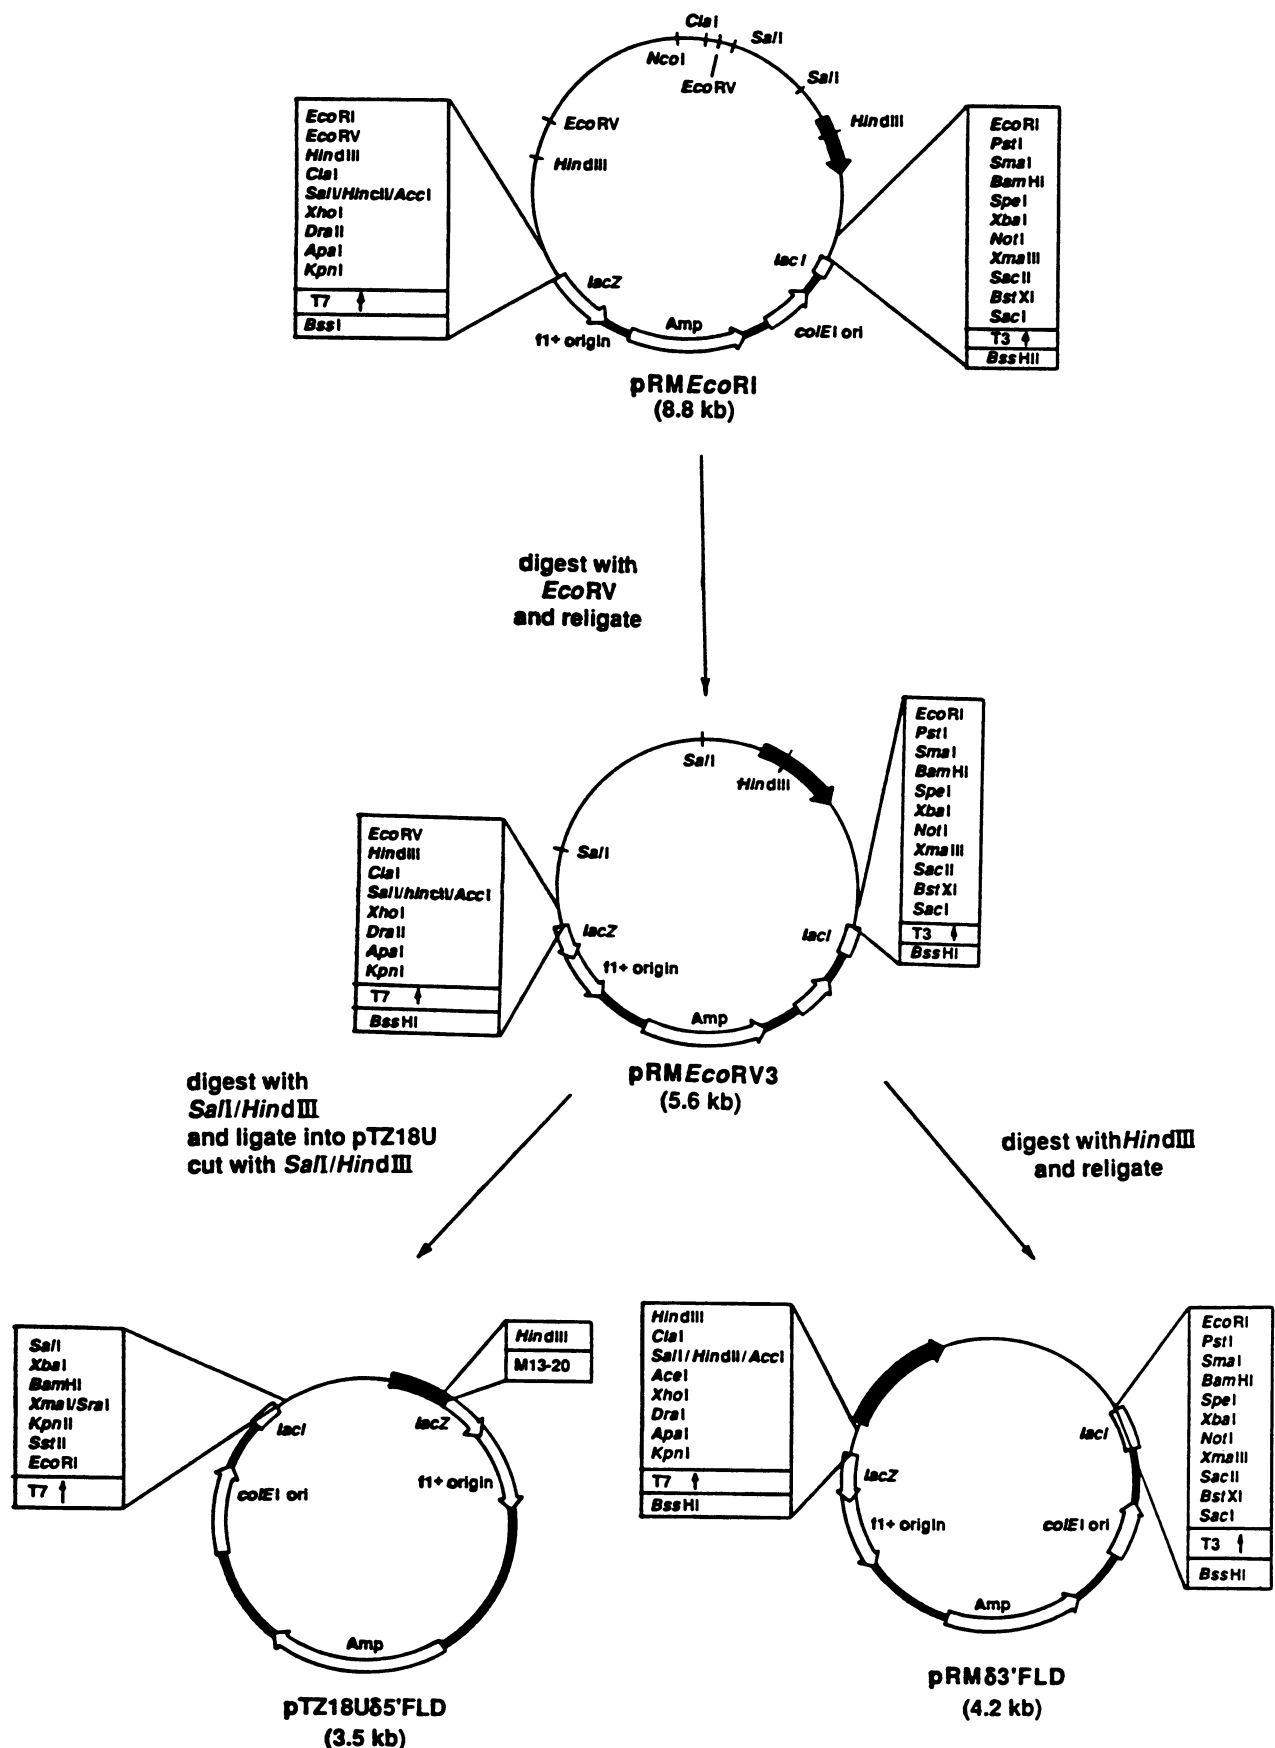 ClaI
SalI
NcoI
EcoRV
SalI
HindIII
EcoRV
HindIII
EcoRI
EcoRV
HindIII
ClaI
SalI/HincII/AccI
XhoI
DraII
ApaI
KpnI
T7 ↑
BssI
EcoRI
PstI
SmaI
BamHI
SpeI
XbaI
NotI
XmaIII
SacII
BstXI
SacI
T3 ↑
BssHII
lacZ
lacI
f1+ origin
Amp
colEI ori
pRMEcoRI
(8.8 kb)
digest with
EcoRV
and religate
SalI
HindIII
SalI
EcoRV
HindIII
ClaI
SalI/hincII/AccI
XhoI
DraII
ApaI
KpnI
T7 ↑
BssHI
EcoRI
PstI
SmaI
BamHI
SpeI
XbaI
NotI
XmaIII
SacII
BstXI
SacI
T3 ↑
BssHI
lacZ
lacI
f1+ origin
Amp
pRMEcoRV3
(5.6 kb)
digest with
SalI/HindIII
and ligate into pTZ18U
cut with SalI/HindIII
digest withHindIII
and religate
SalI
XbaI
BamHI
XmaI/SraI
KpnII
SstII
EcoRI
T7 ↑
HindIII
M13-20
lacI
lacZ
colEI ori
f1+ origin
Amp
pTZ18Uδ5'FLD
(3.5 kb)
HindIII
ClaI
SalI/HindII/AccI
AceI
XhoI
DraI
ApaI
KpnI
T7 ↑
BssHI
EcoRI
PstI
SmaI
BamHI
SpeI
XbaI
NotI
XmaIII
SacII
BstXI
SacI
T3 ↑
BssHI
lacI
lacZ
f1+ origin
colEI ori
Amp
pRMδ3'FLD
(4.2 kb)